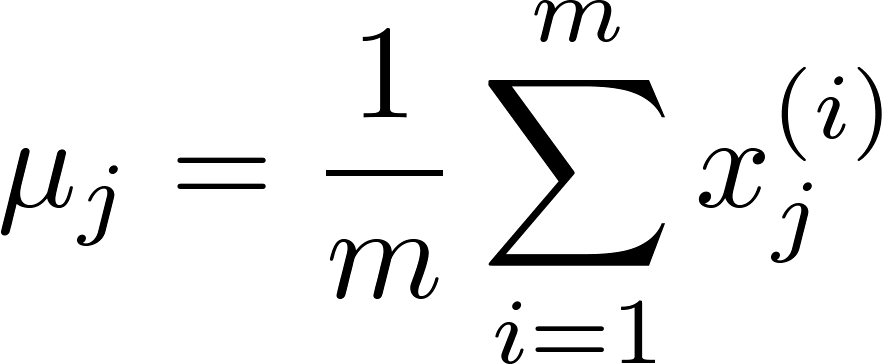 μ_j = \frac{1}{m} \sum_{i=1}^{m} x_j^{(i)}